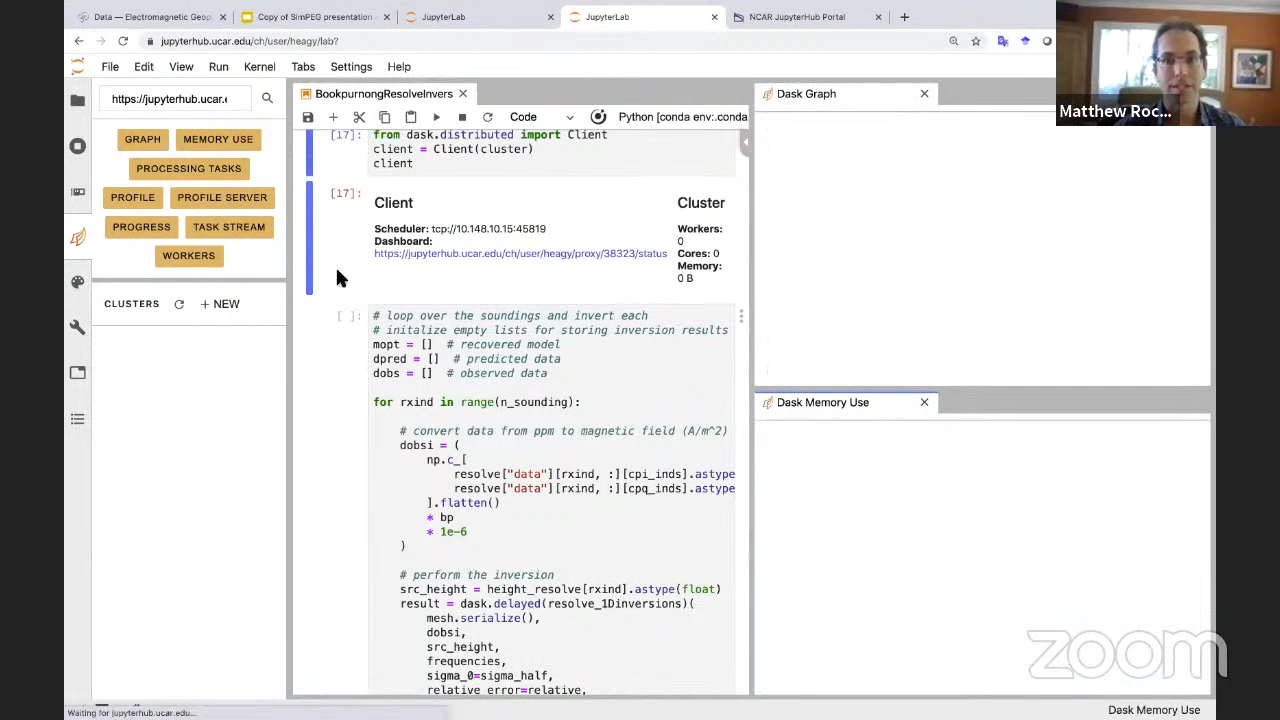 Data — Electromagnetic Geop
Copy of SimPEG presentation -
JupyterLab
JupyterLab
NCAR JupyterHub Portal
jupyterhub.ucar.edu/ch/user/heagy/lab?
File Edit View Run Kernel Tabs Settings Help
https://jupyterhub.ucar.e
GRAPH
MEMORY USE
PROCESSING TASKS
PROFILE
PROFILE SERVER
PROGRESS
TASK STREAM
WORKERS
CLUSTERS
+ NEW
BookpurnongResolveInvers
Code
Python [conda env:.conda
[17]:
from dask.distributed import Client
client = Client(cluster)
client
[17]:
Client
Scheduler: tcp://10.148.10.15:45819
Dashboard:
https://jupyterhub.ucar.edu/ch/user/heagy/proxy/38323/status
Cluster
Workers:
0
Cores: 0
Memory:
0 B
[ ]:
# loop over the soundings and invert each
# initalize empty lists for storing inversion results
mopt = []  # recovered model
dpred = []  # predicted data
dobs = []  # observed data
for rxind in range(n_sounding):
# convert data from ppm to magnetic field (A/m^2)
dobsi = (
np.c_[
resolve["data"][rxind, :][cpi_inds].astype
resolve["data"][rxind, :][cpq_inds].astype
].flatten()
* bp
* 1e-6
)
# perform the inversion
src_height = height_resolve[rxind].astype(float)
result = dask.delayed(resolve_1Dinversions)(
mesh.serialize(),
dobsi,
src_height,
frequencies,
sigma_0=sigma_half,
relative_error=relative,
Dask Graph
Dask Memory Use
Matthew Roc...
zoom
Waiting for jupyterhub.ucar.edu...
Dask Memory Use